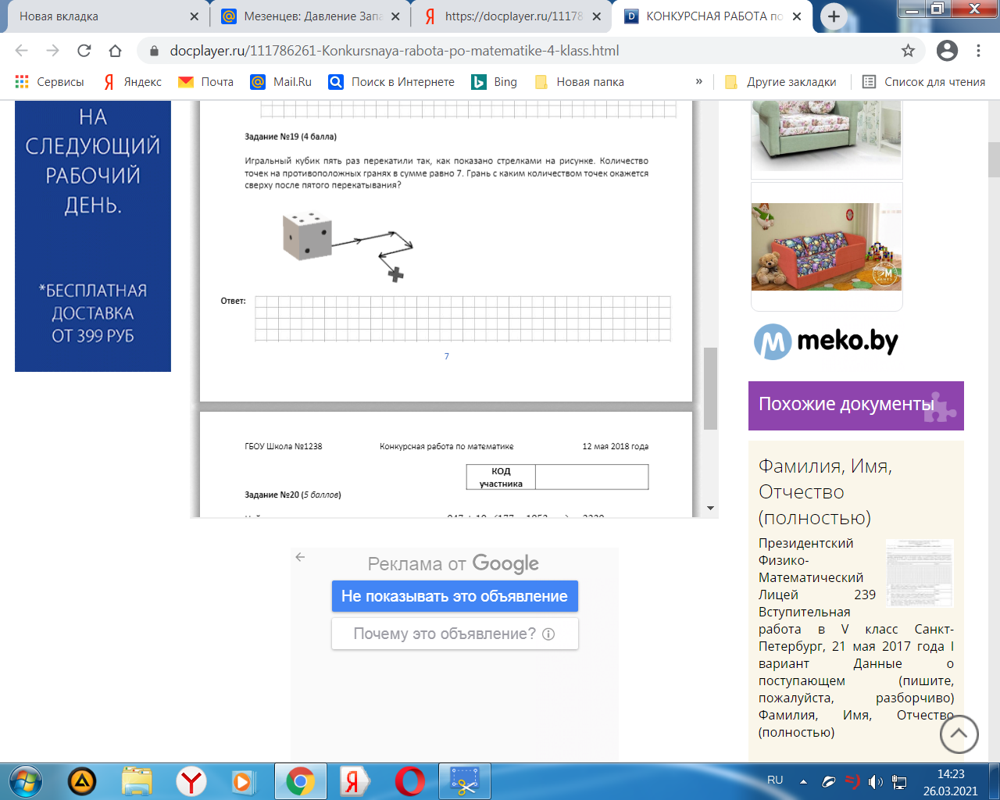 Новая вкладка
Мезенцев: Давление Запа
https://docplayer.ru/11178
КОНКУРСНАЯ РАБОТА по
docplayer.ru/111786261-Konkursnaya-rabota-po-matematike-4-klass.html
Сервисы
Яндекс
Почта
Mail.Ru
Поиск в Интернете
Bing
Новая папка
»
Другие закладки
Список для чтения
НА
СЛЕДУЮЩИЙ
РАБОЧИЙ
ДЕНЬ.
*БЕСПЛАТНАЯ
ДОСТАВКА
ОТ 399 РУБ
Задание №19 (4 балла)
Игральный кубик пять раз перекатили так, как показано стрелками на рисунке. Количество
точек на противоположных гранях в сумме равно 7. Грань с каким количеством точек окажется
сверху после пятого перекатывания?
Ответ:
7
ГБОУ Школа №1238
Конкурсная работа по математике
12 мая 2018 года
КОД
участника
Задание №20 (5 баллов)
meko.by
Похожие документы
Фамилия, Имя,
Отчество
(полностью)
Президентский
Физико-
Математический
Лицей 239
Вступительная
работа в V класс Санкт-
Петербург, 21 мая 2017 года I
вариант Данные о
поступающем (пишите,
пожалуйста, разборчиво)
Фамилия, Имя, Отчество
(полностью)
Реклама от Google
Не показывать это объявление
Почему это объявление?
RU
14:23
26.03.2021